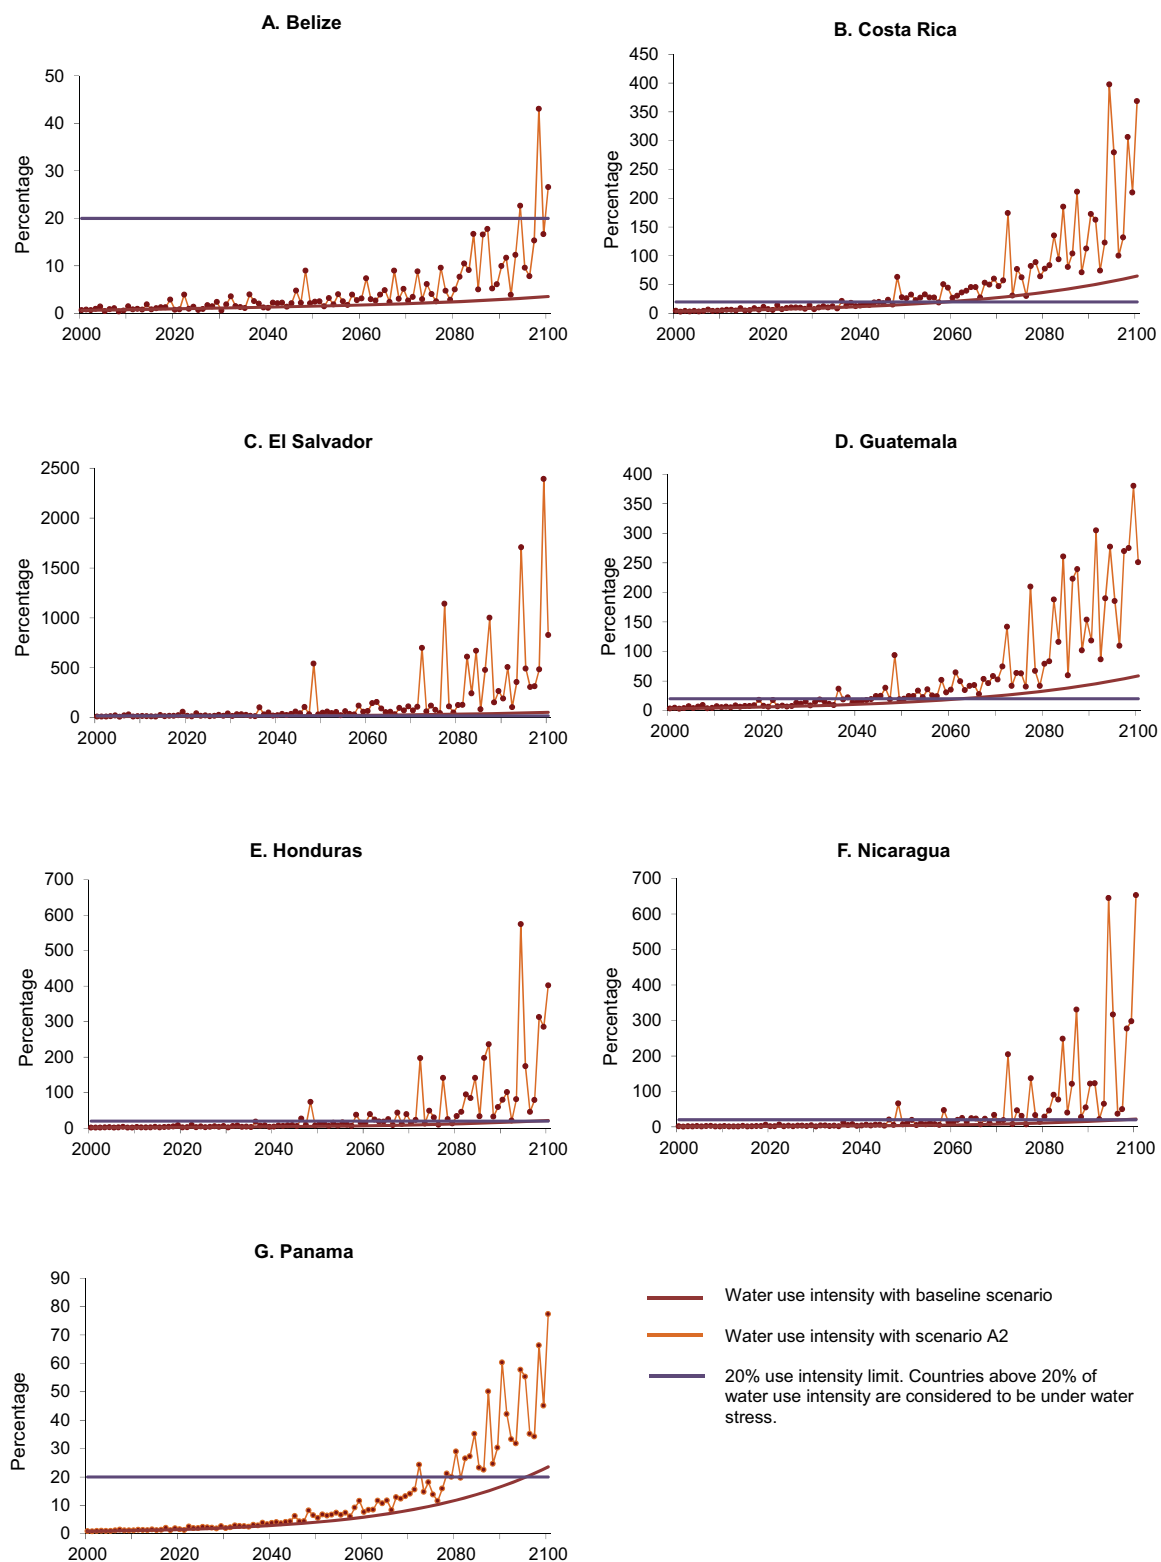 A. Belize
Percentage
50
40
30
20
10
0
2000 2020 2040 2060 2080 2100
B. Costa Rica
Percentage
450
400
350
300
250
200
150
100
50
0
2000 2020 2040 2060 2080 2100
C. El Salvador
Percentage
2500
2000
1500
1000
500
0
2000 2020 2040 2060 2080 2100
D. Guatemala
Percentage
400
350
300
250
200
150
100
50
0
2000 2020 2040 2060 2080 2100
E. Honduras
Percentage
700
600
500
400
300
200
100
0
2000 2020 2040 2060 2080 2100
F. Nicaragua
Percentage
700
600
500
400
300
200
100
0
2000 2020 2040 2060 2080 2100
G. Panama
Percentage
90
80
70
60
50
40
30
20
10
0
2000 2020 2040 2060 2080 2100
Water use intensity with baseline scenario
Water use intensity with scenario A2
20% use intensity limit. Countries above 20% of
water use intensity are considered to be under water
stress.